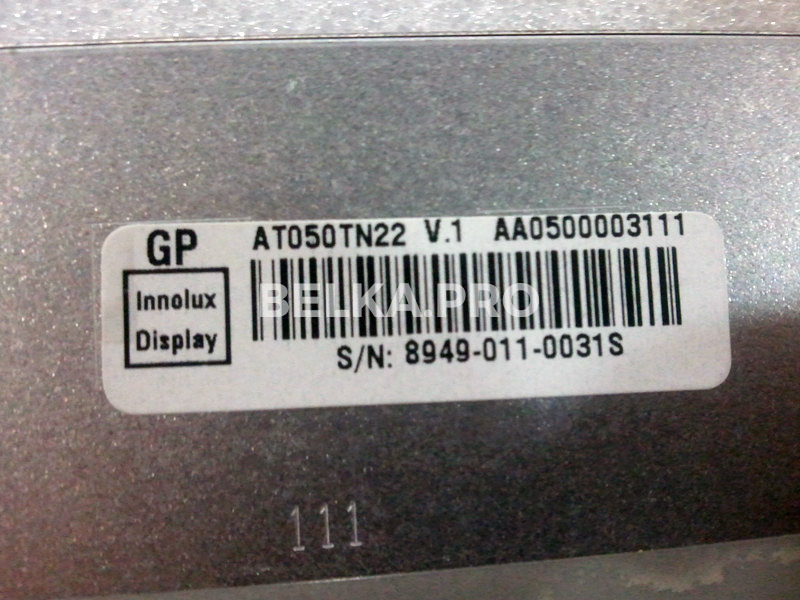 GP AT050TN22 V.1 AA0500003111
Innolux
Display
BELKA.PRO
S/N: 8949-011-0031S
111